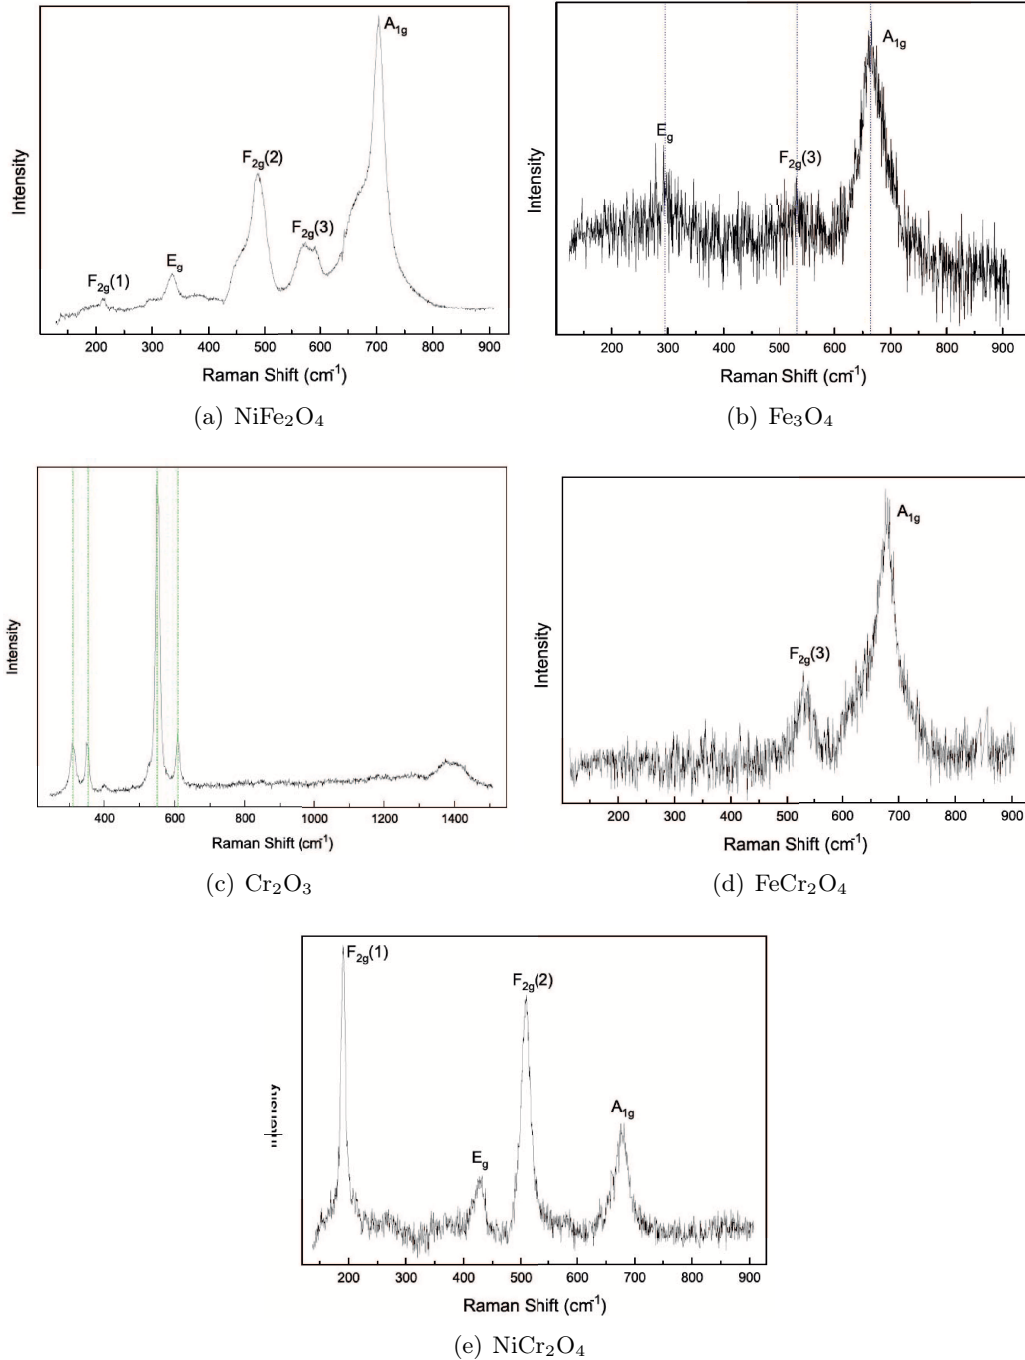 A1g
F2g(2)
F2g(3)
Eg
F2g(1)
Intensity
200 300 400 500 600 700 800 900
Raman Shift (cm-1)
(a) NiFe2O4
A1g
Eg
F2g(3)
Intensity
200 300 400 500 600 700 800 900
Raman Shift (cm-1)
(b) Fe3O4
Intensity
400 600 800 1000 1200 1400
Raman Shift (cm-1)
(c) Cr2O3
A1g
F2g(3)
Intensity
200 300 400 500 600 700 800 900
Raman Shift (cm-1)
(d) FeCr2O4
F2g(1)
F2g(2)
A1g
Eg
Intensity
200 300 400 500 600 700 800 900
Raman Shift (cm-1)
(e) NiCr2O4